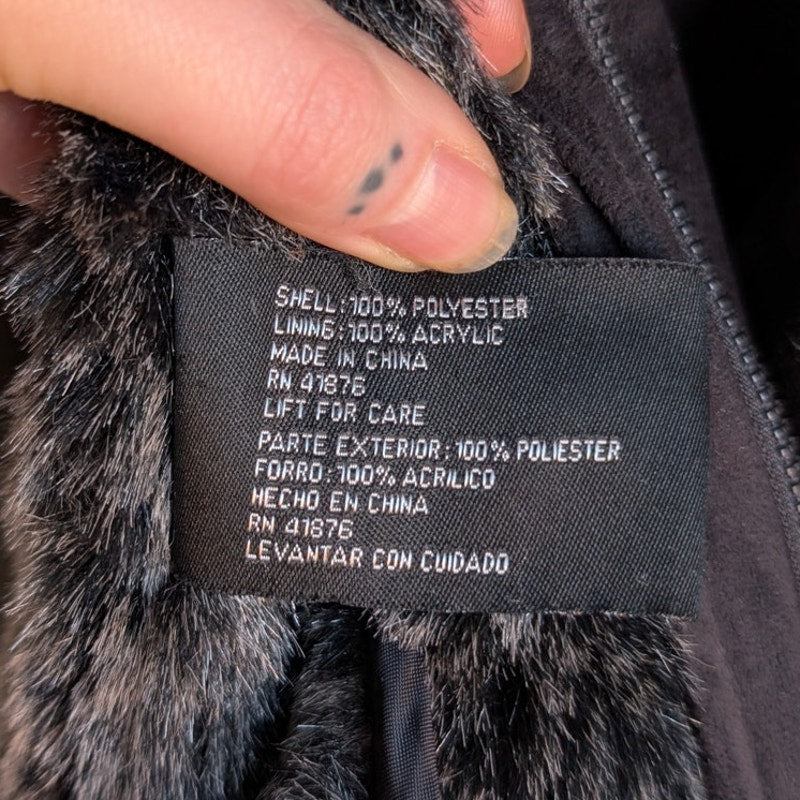 SHELL: 100% POLYESTER
LINING: 100% ACRYLIC
MADE IN CHINA
RN 41876
LIFT FOR CARE
PARTE EXTERIOR: 100% POLIESTER
FORRO: 100% ACRILICO
HECHO EN CHINA
RN 41876
LEVANTAR CON CUIDADO